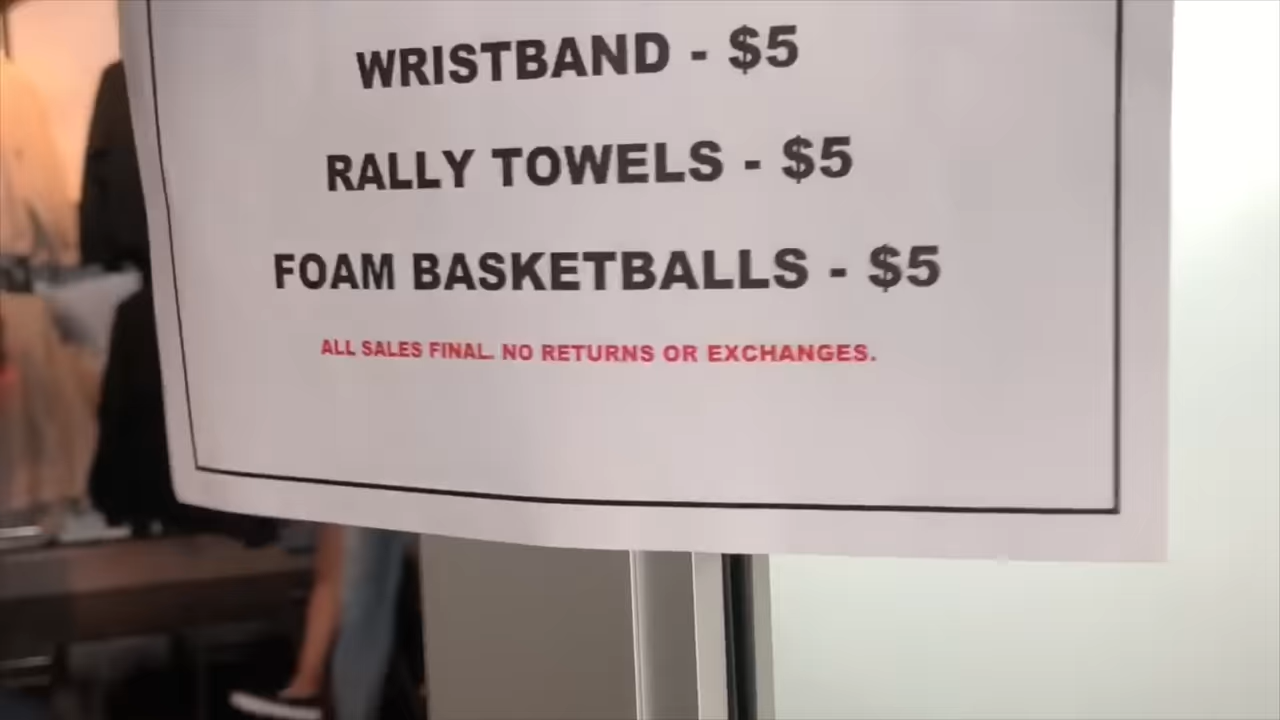 WRISTBAND - $5
RALLY TOWELS - $5
FOAM BASKETBALLS - $5
ALL SALES FINAL. NO RETURNS OR EXCHANGES.